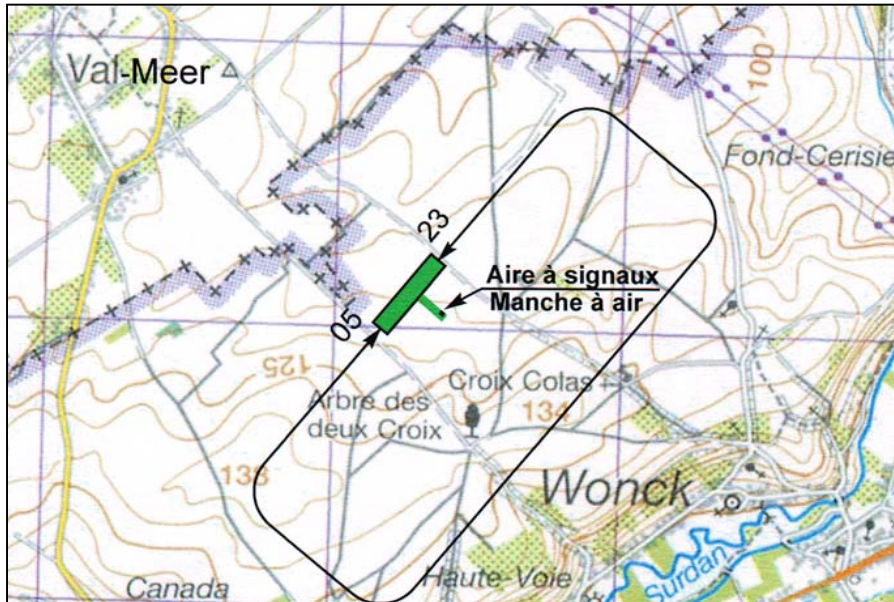 Val-Meer
100
Fond-Cerisie
23
Aire à signaux
Manche à air
05
125
Croix Colas
Arbre des
deux Croix
134
138
Wonck
Canada
Haute-Voie
Surdan